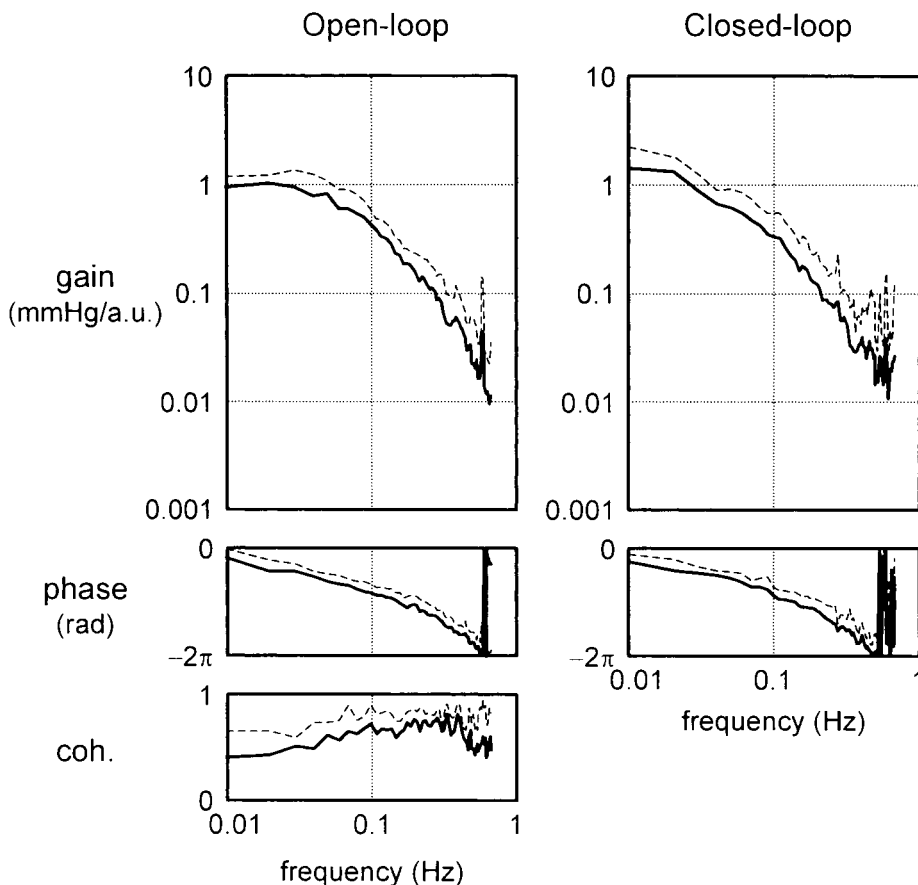 Open-loop
Closed-loop
10
1
0.1
0.01
0.001
gain
(mmHg/a.u.)
10
1
0.1
0.01
0.001
0
−2π
phase
(rad)
0
−2π
0.01
0.1
1
frequency (Hz)
1
0
coh.
0.01
0.1
1
frequency (Hz)